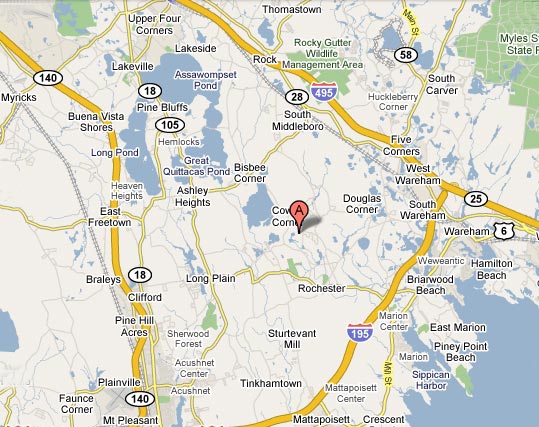 Thomastown
Main St
Upper Four
Corners
Lakeside
Rocky Gutter
Wildlife
Management Area
Rock
58
Myles St
State F
Lakeville
Assawompset
Pond
140
Myricks
18
Pine Bluffs
495
28
South
Carver
Huckleberry
Corner
Buena Vista
Shores
105
South
Middleboro
Hemlocks
Five
Corners
Long Pond
Great
Quittacas Pond
Bisbee
Corner
West
Wareham
Heaven
Heights
Ashley
Heights
Douglas
Corner
25
East
Freetown
A
Cow
Corner
South
Wareham
Wareham
6
Weweantic
Hamilton
Beach
Braleys
18
Clifford
Long Plain
Rochester
Briarwood
Beach
Pine Hill
Acres
Marion
Center
Sherwood
Forest
Sturtevant
Mill
195
East Marion
Acushnet
Center
Mill St
Marion
Piney Point
Beach
Plainville
Acushnet
Tinkhamtown
Mattapoisett
Center
Sippican
Harbor
Faunce
Corner
140
Mt Pleasant
Mattapoisett
Crescent